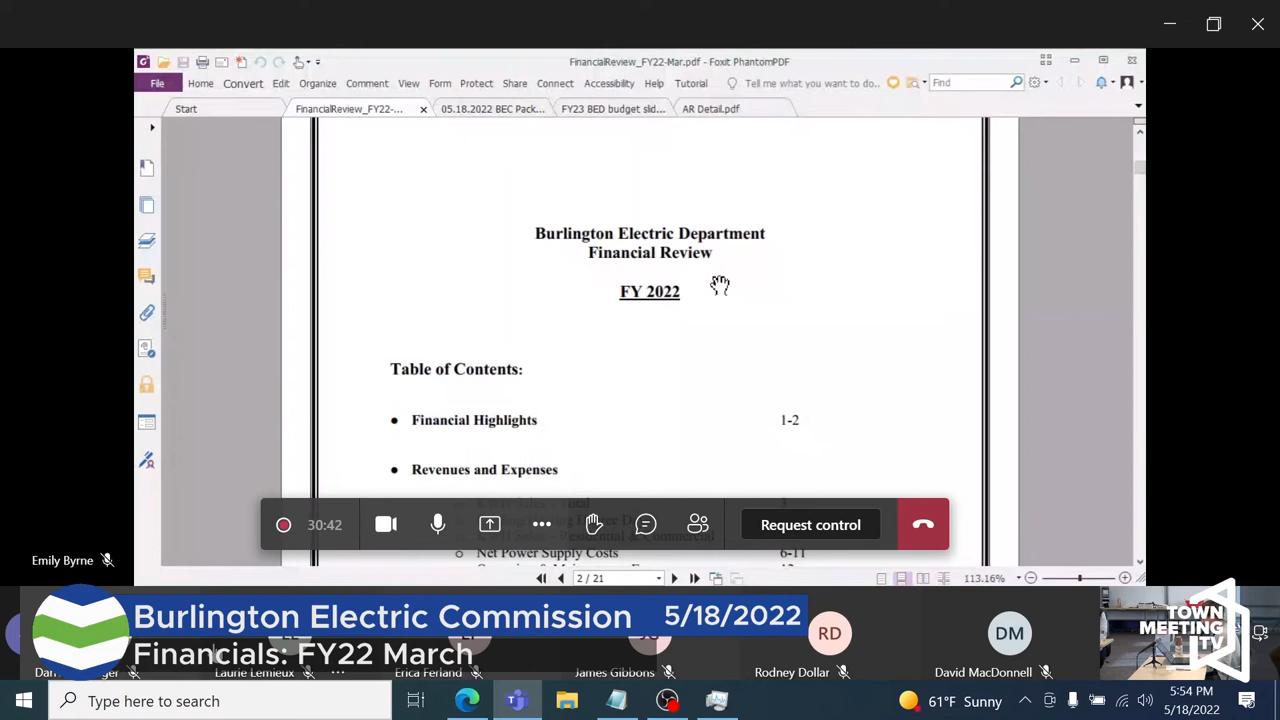 FinancialReview_FY22-Mar.pdf - Foxit PhantomPDF
File Home Convert Edit Organize Comment View Form Protect Share Connect Accessibility Help Tutorial Tell me what you want to do.. Find
Start FinancialReview_FY22-... 05.18.2022 BEC Pack... FY23 BED budget slid... AR Detail.pdf
Burlington Electric Department
Financial Review
FY 2022
Table of Contents:
• Financial Highlights 1-2
• Revenues and Expenses
30:42 Request control
o Net Power Supply Costs 6-11
Emily Byrne
2 / 21 113.16%
Burlington Electric Commission 5/18/2022
Financials: FY22 March
RD DM
TOWN
MEETING
TV
Laurie Lemieux Erica Ferland James Gibbons Rodney Dollar David MacDonnell
Type here to search 61°F Sunny 5:54 PM
5/18/2022